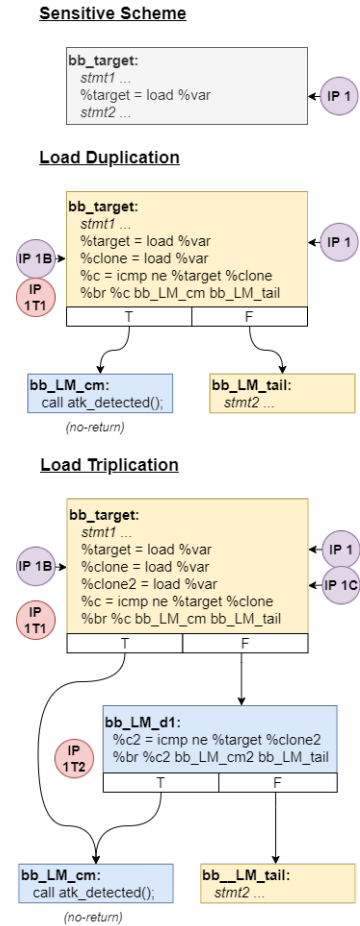 Sensitive Scheme
bb_target:
stmt1 ...
%target = load %var
IP 1
stmt2 ...
Load Duplication
bb_target:
stmt1 ...
%target = load %var
IP 1
IP 1B
%clone = load %var
%c = icmp ne %target %clone
IP
1T1
%br %c bb_LM_cm bb_LM_tail
T
F
bb_LM_cm:
call atk_detected();
(no-return)
bb_LM_tail:
stmt2 ...
Load Triplication
bb_target:
stmt1 ...
%target = load %var
IP 1
IP 1B
%clone = load %var
%clone2 = load %var
IP 1C
%c = icmp ne %target %clone
IP
1T1
%br %c bb_LM_cm bb_LM_tail
T
F
bb_LM_d1:
%c2 = icmp ne %target %clone2
%br %c2 bb_LM_cm2 bb_LM_tail
IP
1T2
T
F
bb_LM_cm:
call atk_detected();
(no-return)
bb__LM_tail:
stmt2 ...